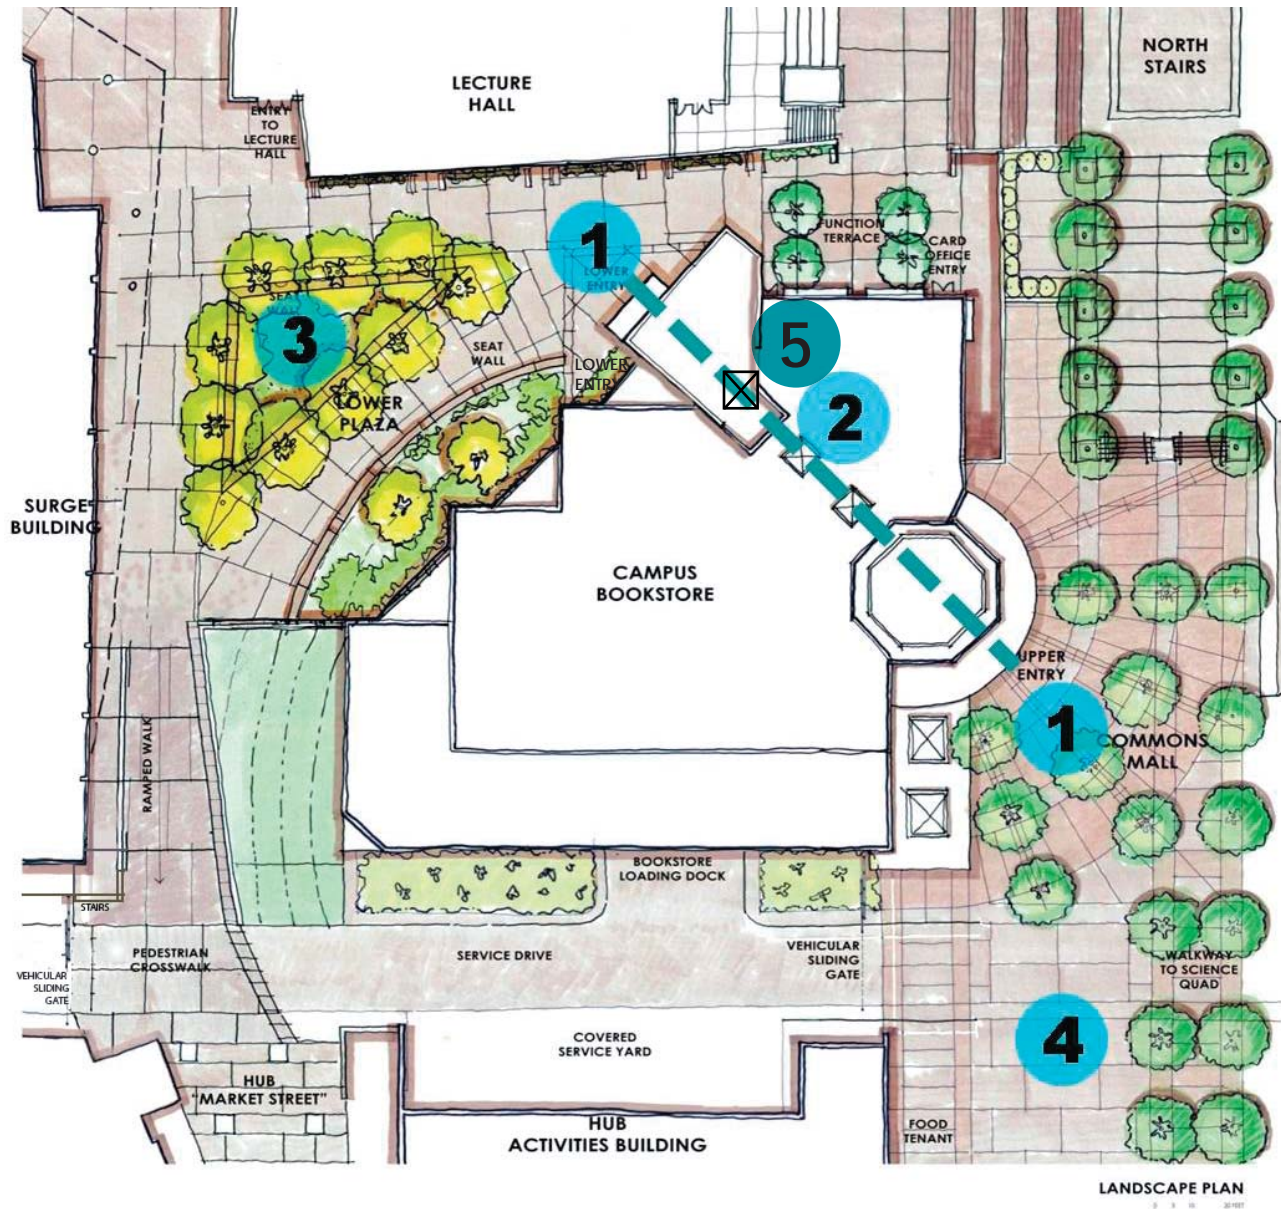 NORTH
STAIRS
LECTURE
HALL
ENTRY
TO
LECTURE
HALL
1
LOWER
ENTRY
FUNCTION
TERRACE
CARD
OFFICE
ENTRY
SEAT
WALL
3
5
SEAT
WALL
LOWER
ENTRY
LOWER
PLAZA
2
SURGE
BUILDING
CAMPUS
BOOKSTORE
UPPER
ENTRY
1
COMMONS
MALL
RAMPED WALK
BOOKSTORE
LOADING DOCK
STAIRS
PEDESTRIAN
CROSSWALK
SERVICE DRIVE
VEHICULAR
SLIDING
GATE
WALKWAY
TO SCIENCE
QUAD
VEHICULAR
SLIDING
GATE
4
COVERED
SERVICE YARD
HUB
"MARKET STREET"
HUB
ACTIVITIES BUILDING
FOOD
TENANT
LANDSCAPE PLAN